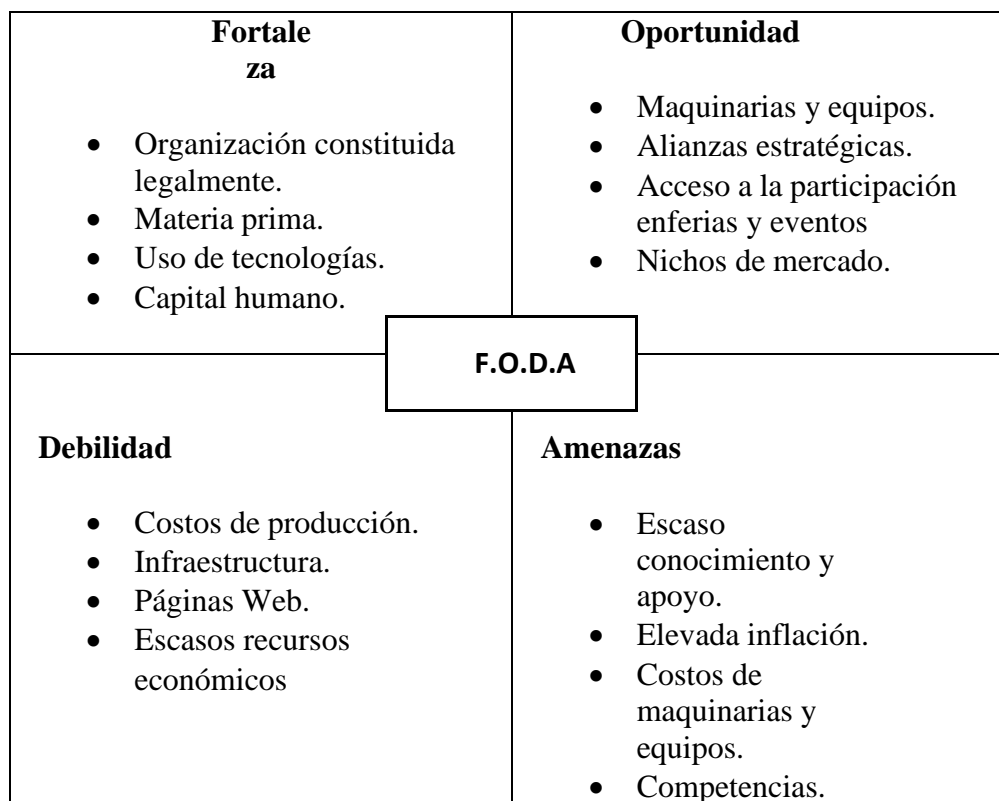 Fortale
za
• Organización constituida
legalmente.
• Materia prima.
• Uso de tecnologías.
• Capital humano.
Oportunidad
• Maquinarias y equipos.
• Alianzas estratégicas.
• Acceso a la participación
enferias y eventos
• Nichos de mercado.
F.O.D.A
Debilidad
• Costos de producción.
• Infraestructura.
• Páginas Web.
• Escasos recursos
económicos
Amenazas
• Escaso
conocimiento y
apoyo.
• Elevada inflación.
• Costos de
maquinarias y
equipos.
• Competencias.